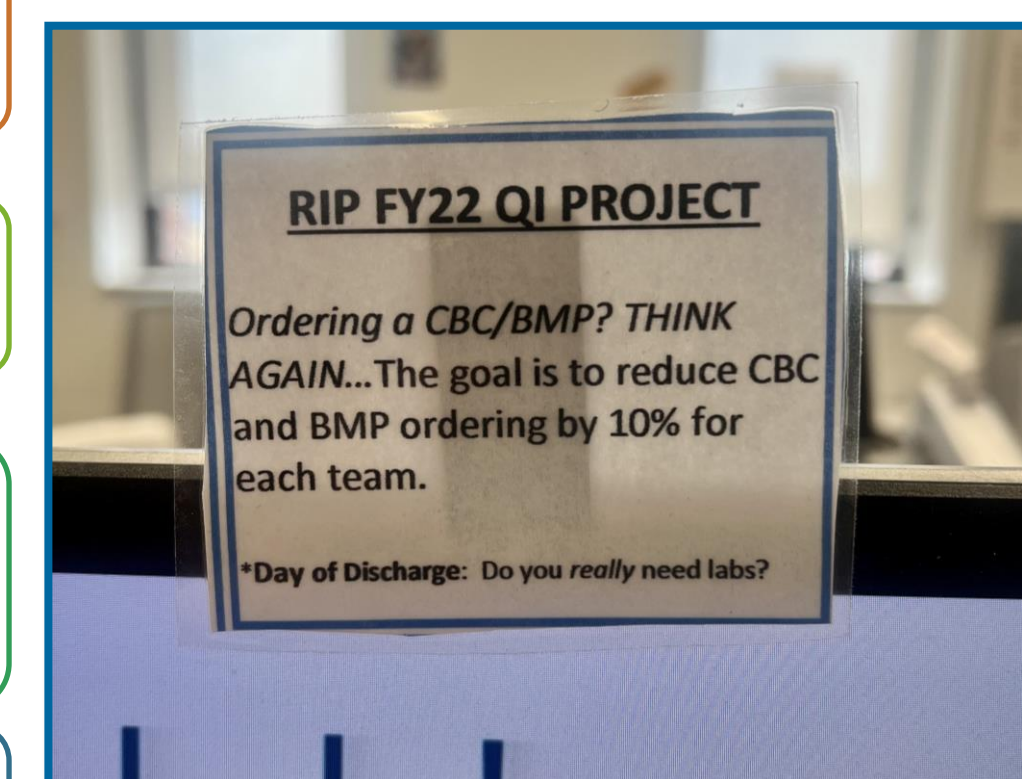 RIP FY22 QI PROJECT
Ordering a CBC/BMP? THINK
AGAIN...The goal is to reduce CBC
and BMP ordering by 10% for
each team.
*Day of Discharge: Do you really need labs?